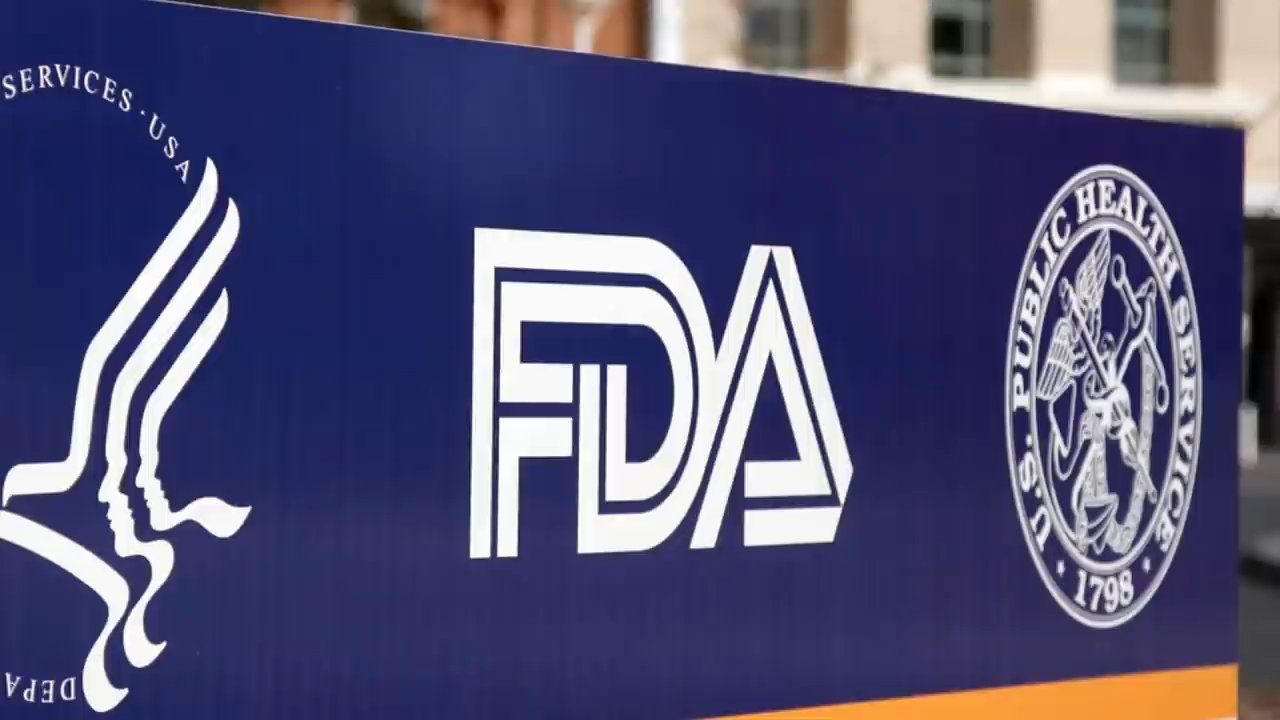 SERVICES · USA
DEPA
FDA
U.S. PUBLIC HEALTH SERVICE
· 1798 ·